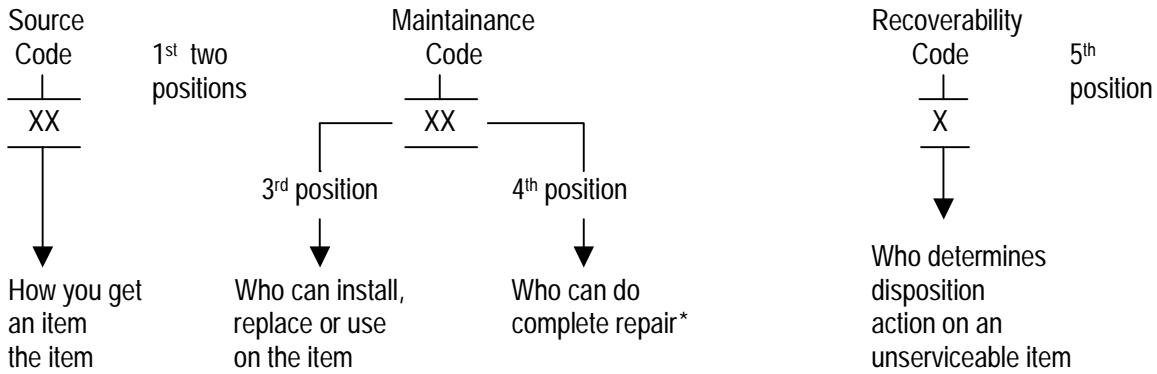 Source
Code
1st two
positions
XX
How you get
an item
the item
Maintainance
Code
XX
3rd position
Who can install,
replace or use
on the item
4th position
Who can do
complete repair*
Recoverability
Code
5th
position
X
Who determines
disposition
action on an
unserviceable item